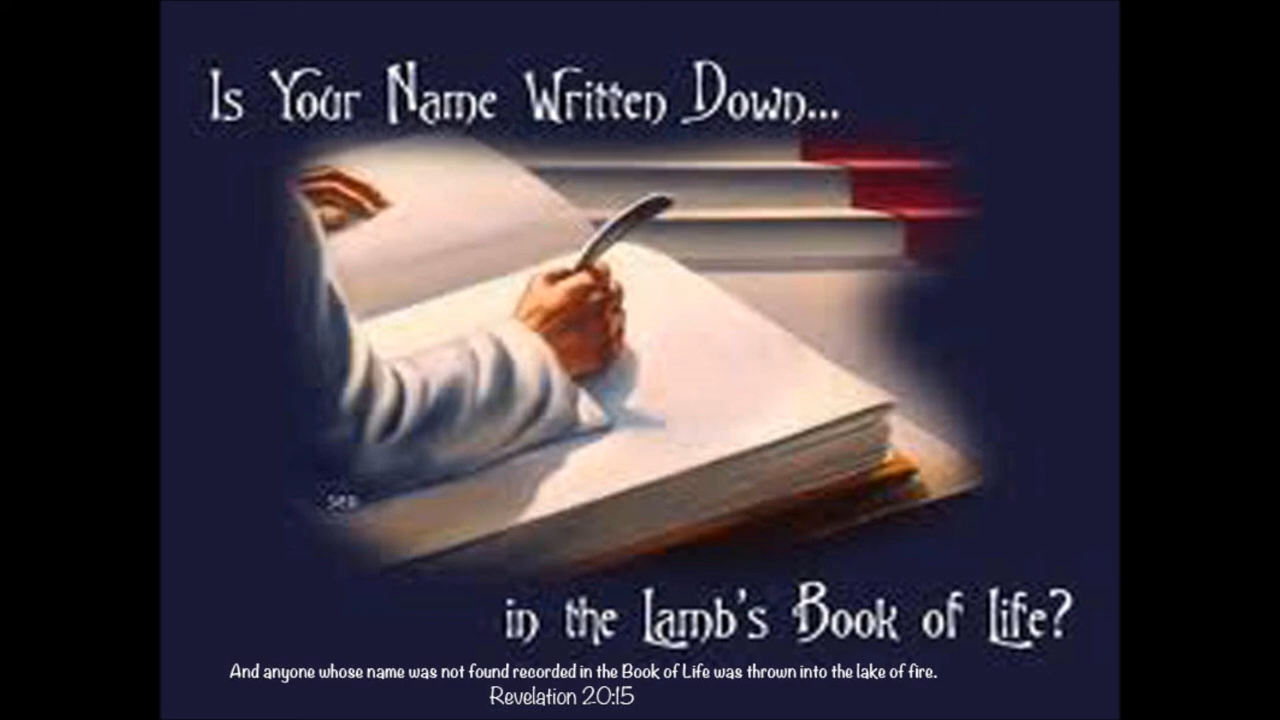 Is Your Name Written Down...
in the Lamb's Book of Life?
And anyone whose name was not found recorded in the Book of Life was thrown into the lake of fire.
Revelation 20:15